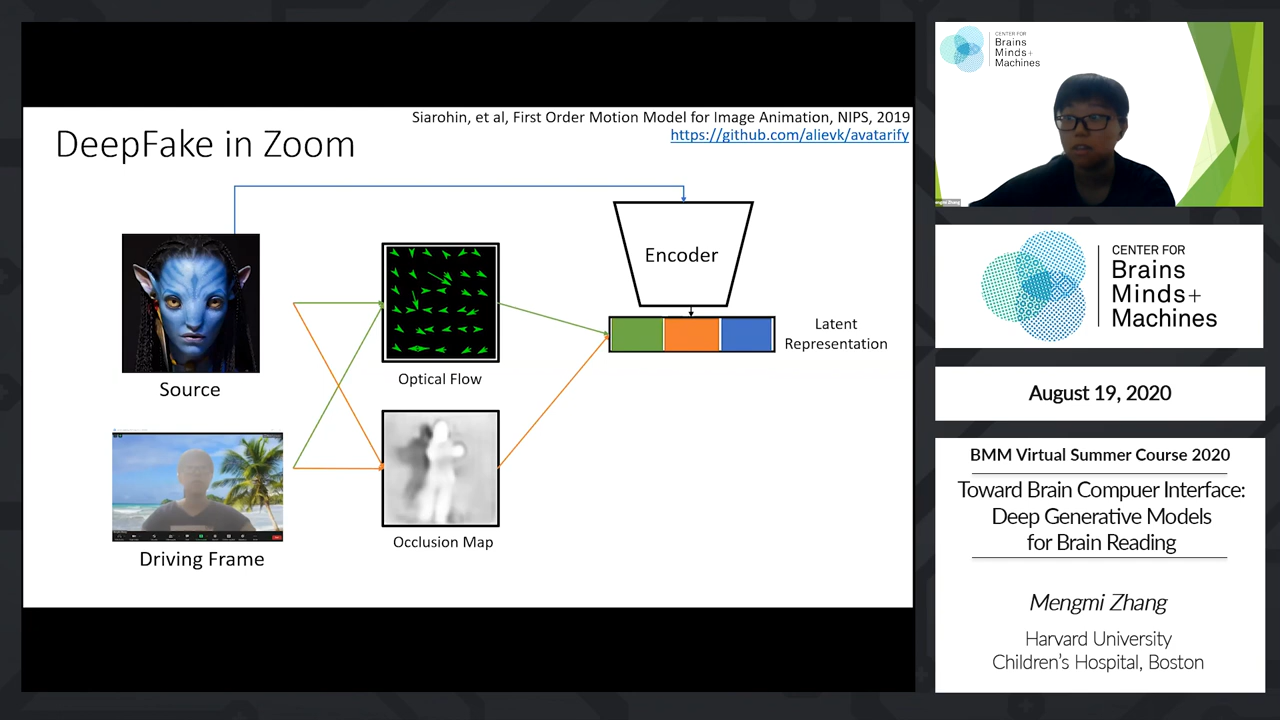 Siarohin, et al, First Order Motion Model for Image Animation, NIPS, 2019
https://github.com/alievk/avatarify
DeepFake in Zoom
Source
Driving Frame
Optical Flow
Occlusion Map
Encoder
Latent
Representation
CENTER FOR
Brains
Minds+
Machines
Mengmi Zhang
CENTER FOR
Brains
Minds+
Machines
August 19, 2020
BMM Virtual Summer Course 2020
Toward Brain Compuer Interface:
Deep Generative Models
for Brain Reading
Mengmi Zhang
Harvard University
Children's Hospital, Boston